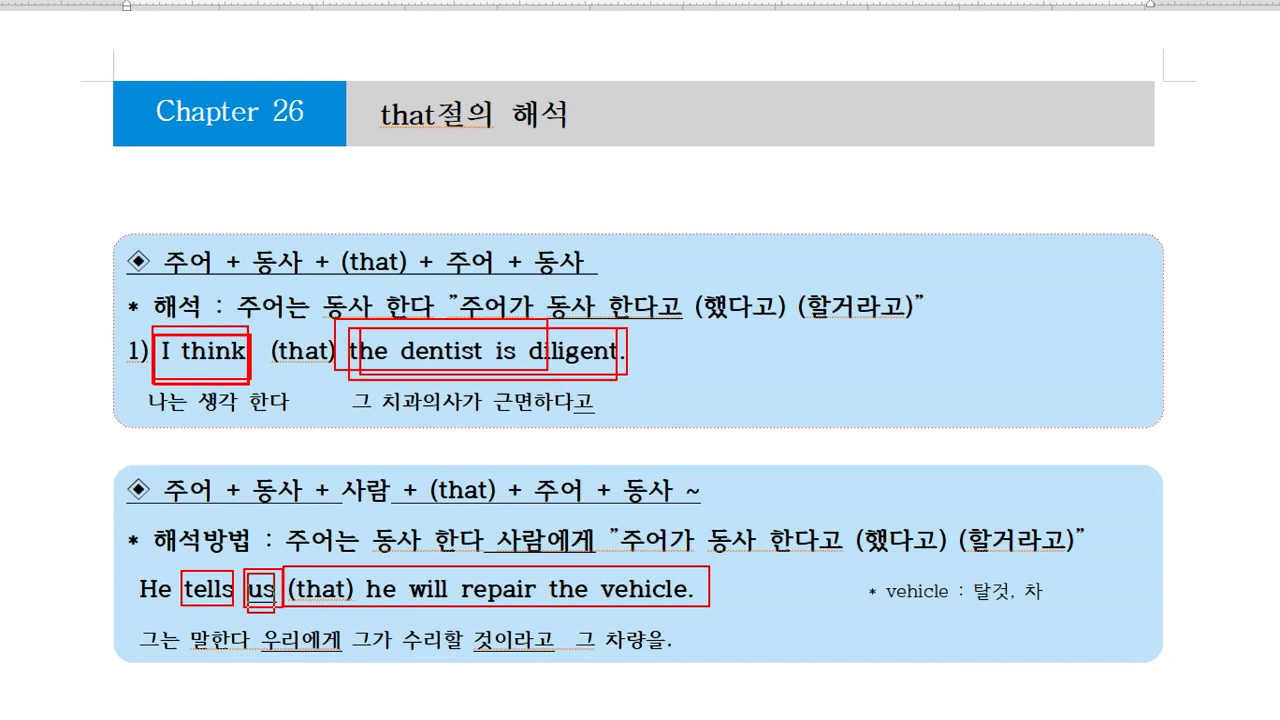 Chapter 26
that절의 해석
◈ 주어 + 동사 + (that) + 주어 + 동사
* 해석 : 주어는 동사 한다 "주어가 동사 한다고 (했다고) (할거라고)"
1) I think (that) the dentist is diligent.
나는 생각 한다 그 치과의사가 근면하다고
◈ 주어 + 동사 + 사람 + (that) + 주어 + 동사 ~
* 해석방법 : 주어는 동사 한다 사람에게 "주어가 동사 한다고 (했다고) (할거라고)"
He tells us (that) he will repair the vehicle. * vehicle : 탈것, 차
그는 말한다 우리에게 그가 수리할 것이라고 그 차량을.